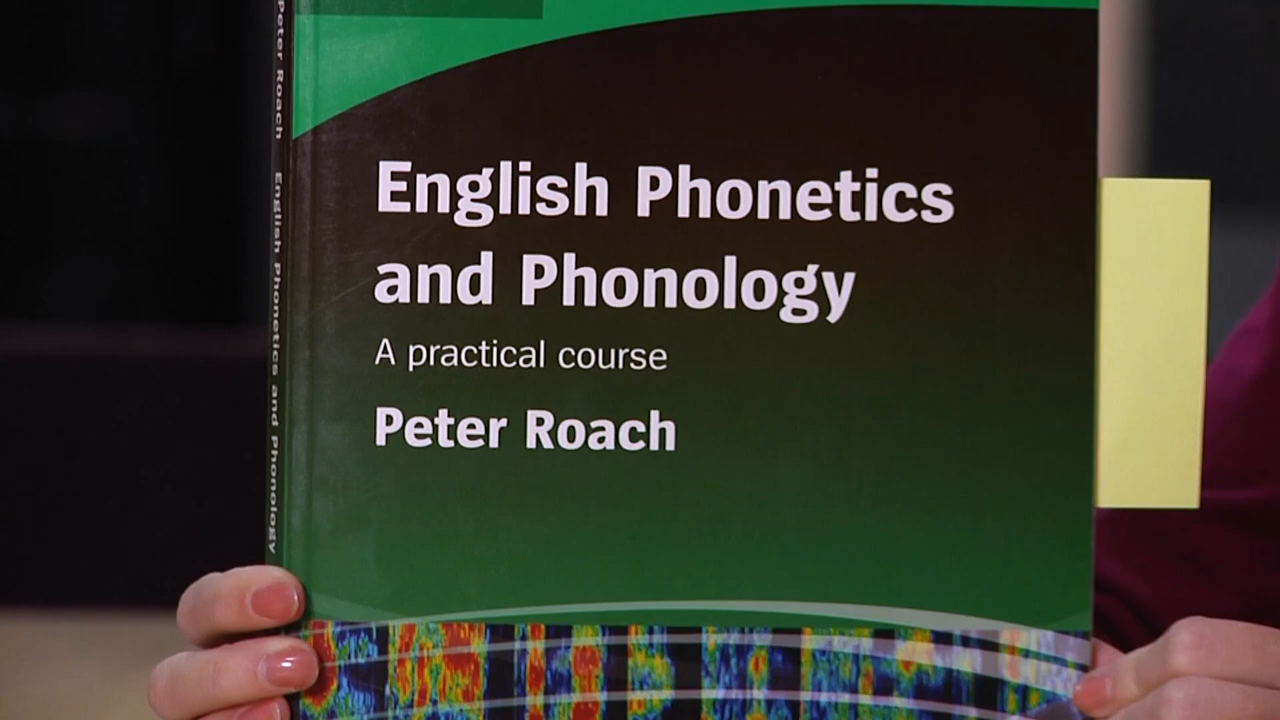 English Phonetics
and Phonology
A practical course
Peter Roach
Peter Roach English Phonetics and Phonology